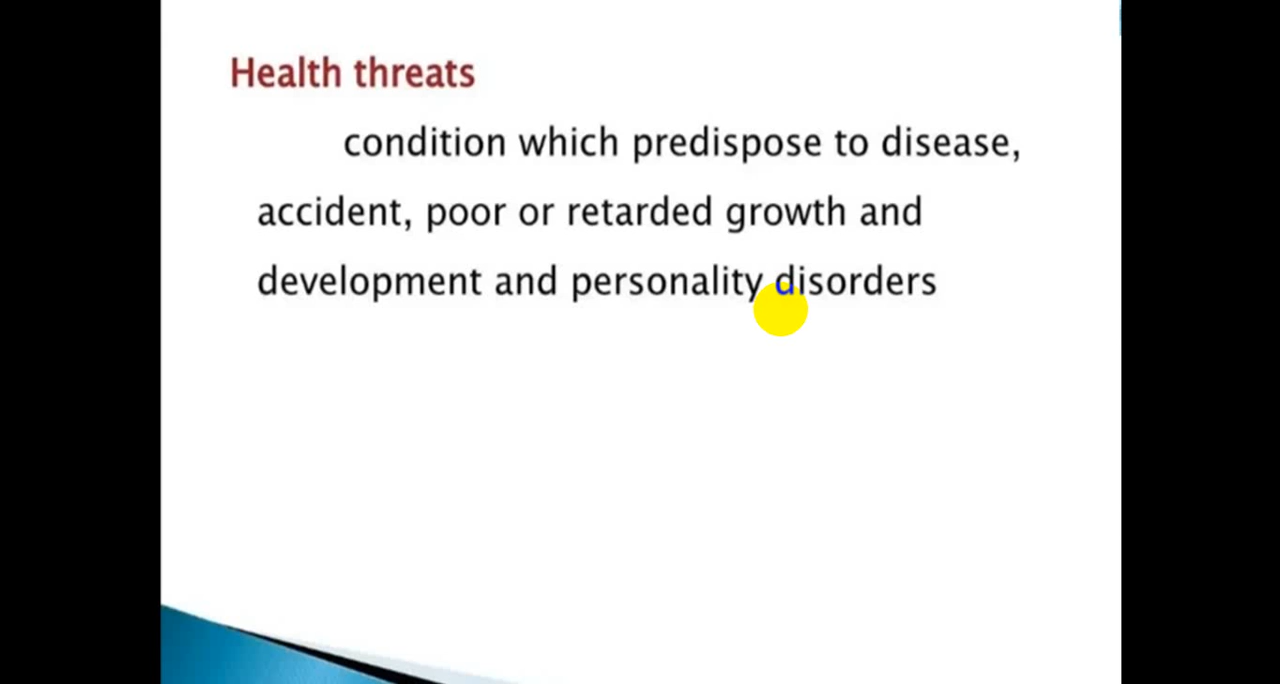 Health threats
condition which predispose to disease,
accident, poor or retarded growth and
development and personality disorders